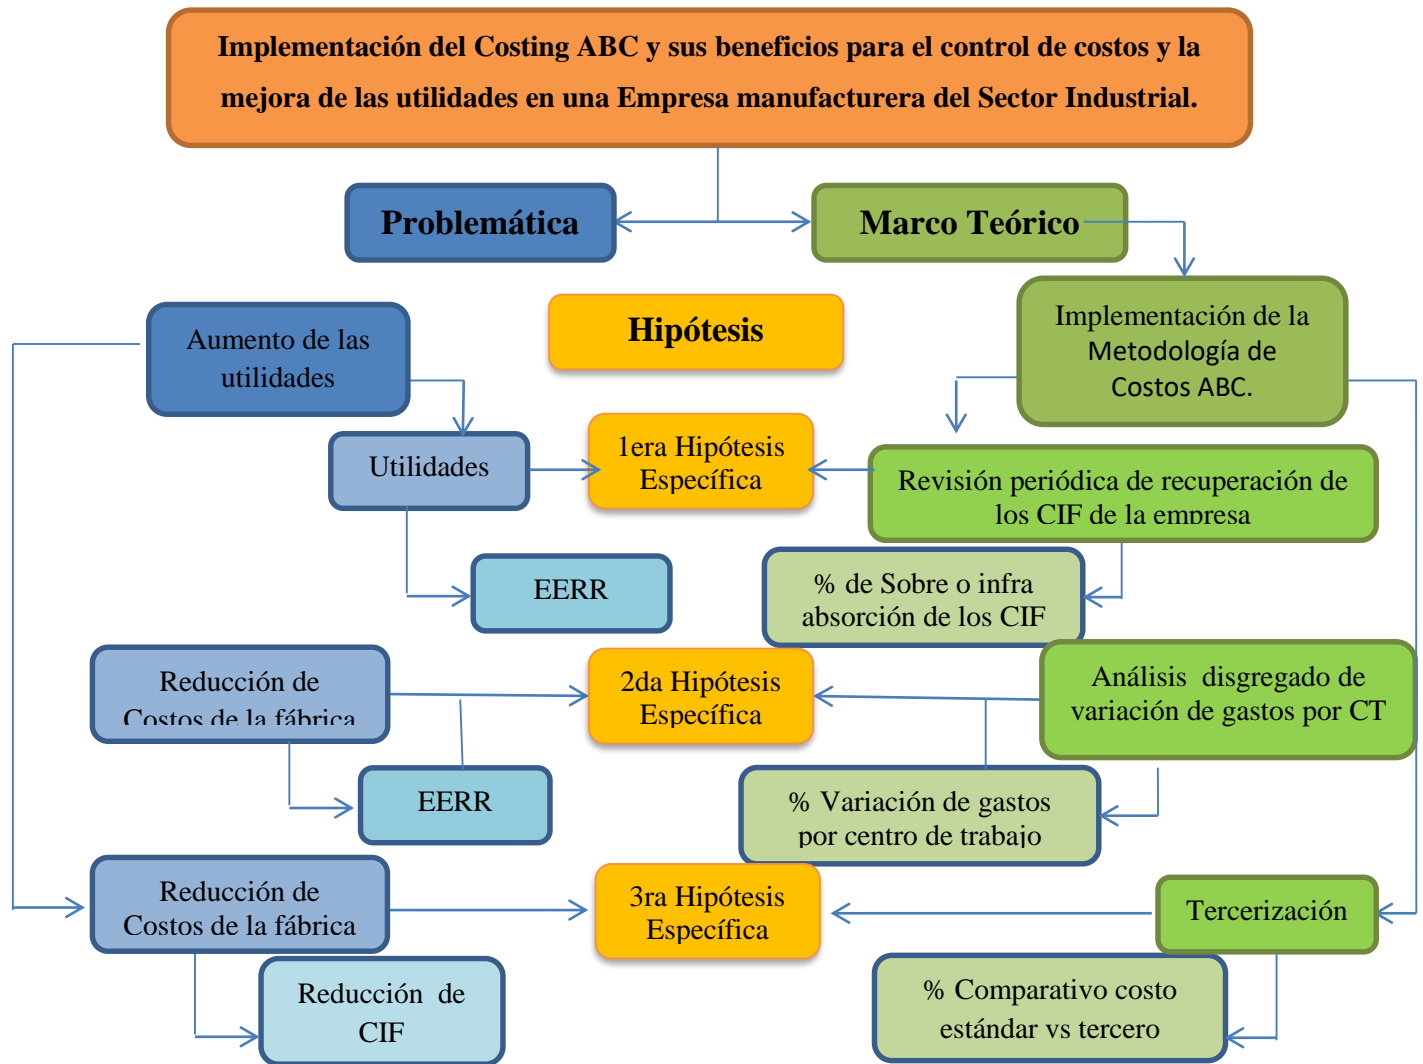 Implementación del Costing ABC y sus beneficios para el control de costos y la
mejora de las utilidades en una Empresa manufacturera del Sector Industrial.
Problemática
Marco Teórico
Hipótesis
Aumento de las
utilidades
Implementación de la
Metodología de
Costos ABC.
Utilidades
1era Hipótesis
Específica
Revisión periódica de recuperación de
los CIF de la empresa
EERR
% de Sobre o infra
absorción de los CIF
Reducción de
Costos de la fábrica
2da Hipótesis
Específica
Análisis  disgregado de
variación de gastos por CT
EERR
% Variación de gastos
por centro de trabajo
Reducción de
Costos de la fábrica
3ra Hipótesis
Específica
Tercerización
Reducción  de
CIF
% Comparativo costo
estándar vs tercero